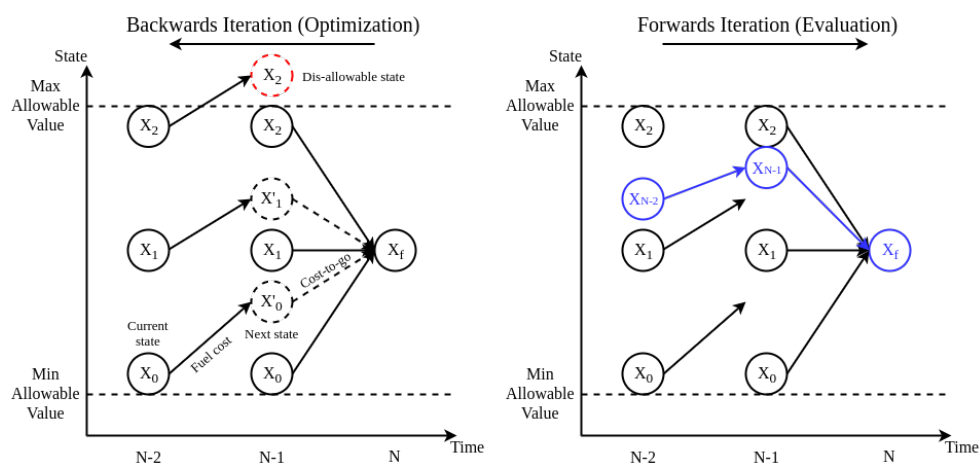 Backwards Iteration (Optimization)
State
Max
Allowable
Value
X2
Dis-allowable state
X2
X2
X'1
X1
X1
Xf
Cost-to-go
X'0
Current
state
Next state
Fuel cost
X0
X0
Min
Allowable
Value
Time
N-2
N-1
N
Forwards Iteration (Evaluation)
State
Max
Allowable
Value
X2
X2
XN-1
XN-2
X1
X1
Xf
X0
X0
Min
Allowable
Value
Time
N-2
N-1
N